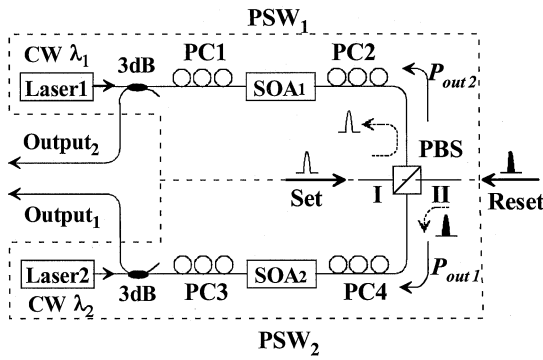 PSW1
CW λ1
3dB
PC1
PC2
Pout 2
Laser1
SOA1
Output2
PBS
I
II
Set
Reset
Output1
Laser2
SOA2
Pout 1
3dB
PC3
PC4
CW λ2
PSW2